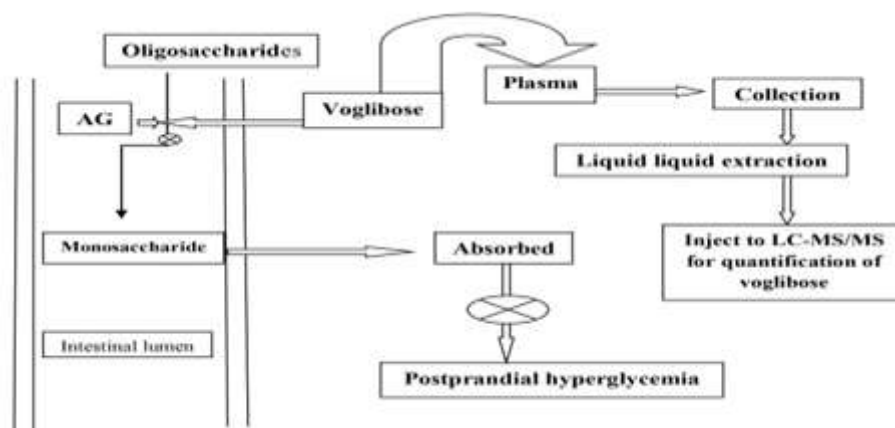 Oligosaccharides
Plasma
Voglibose
Collection
AG
Liquid liquid extraction
Monosaccharide
Absorbed
Inject to LC-MS/MS
for quantification of
voglibose
Intestinal lumen
Postprandial hyperglycemia